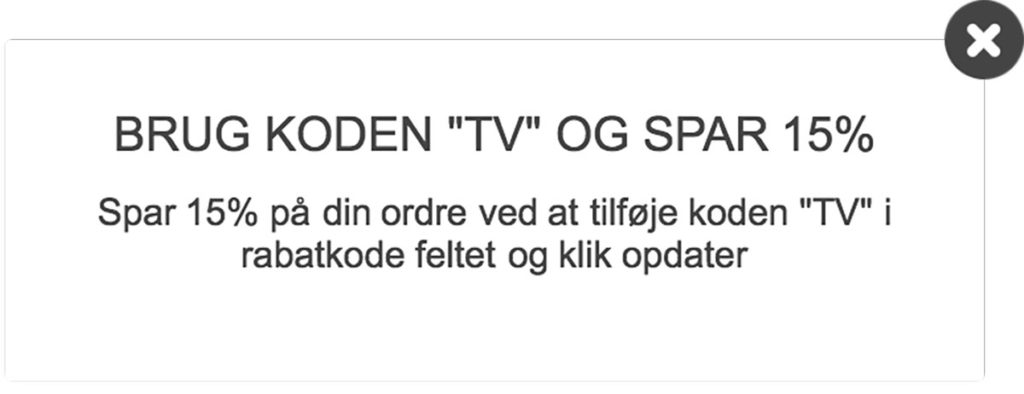 BRUG KODEN "TV" OG SPAR 15%
Spar 15% på din ordre ved at tilføje koden "TV" i
rabatkode feltet og klik opdater